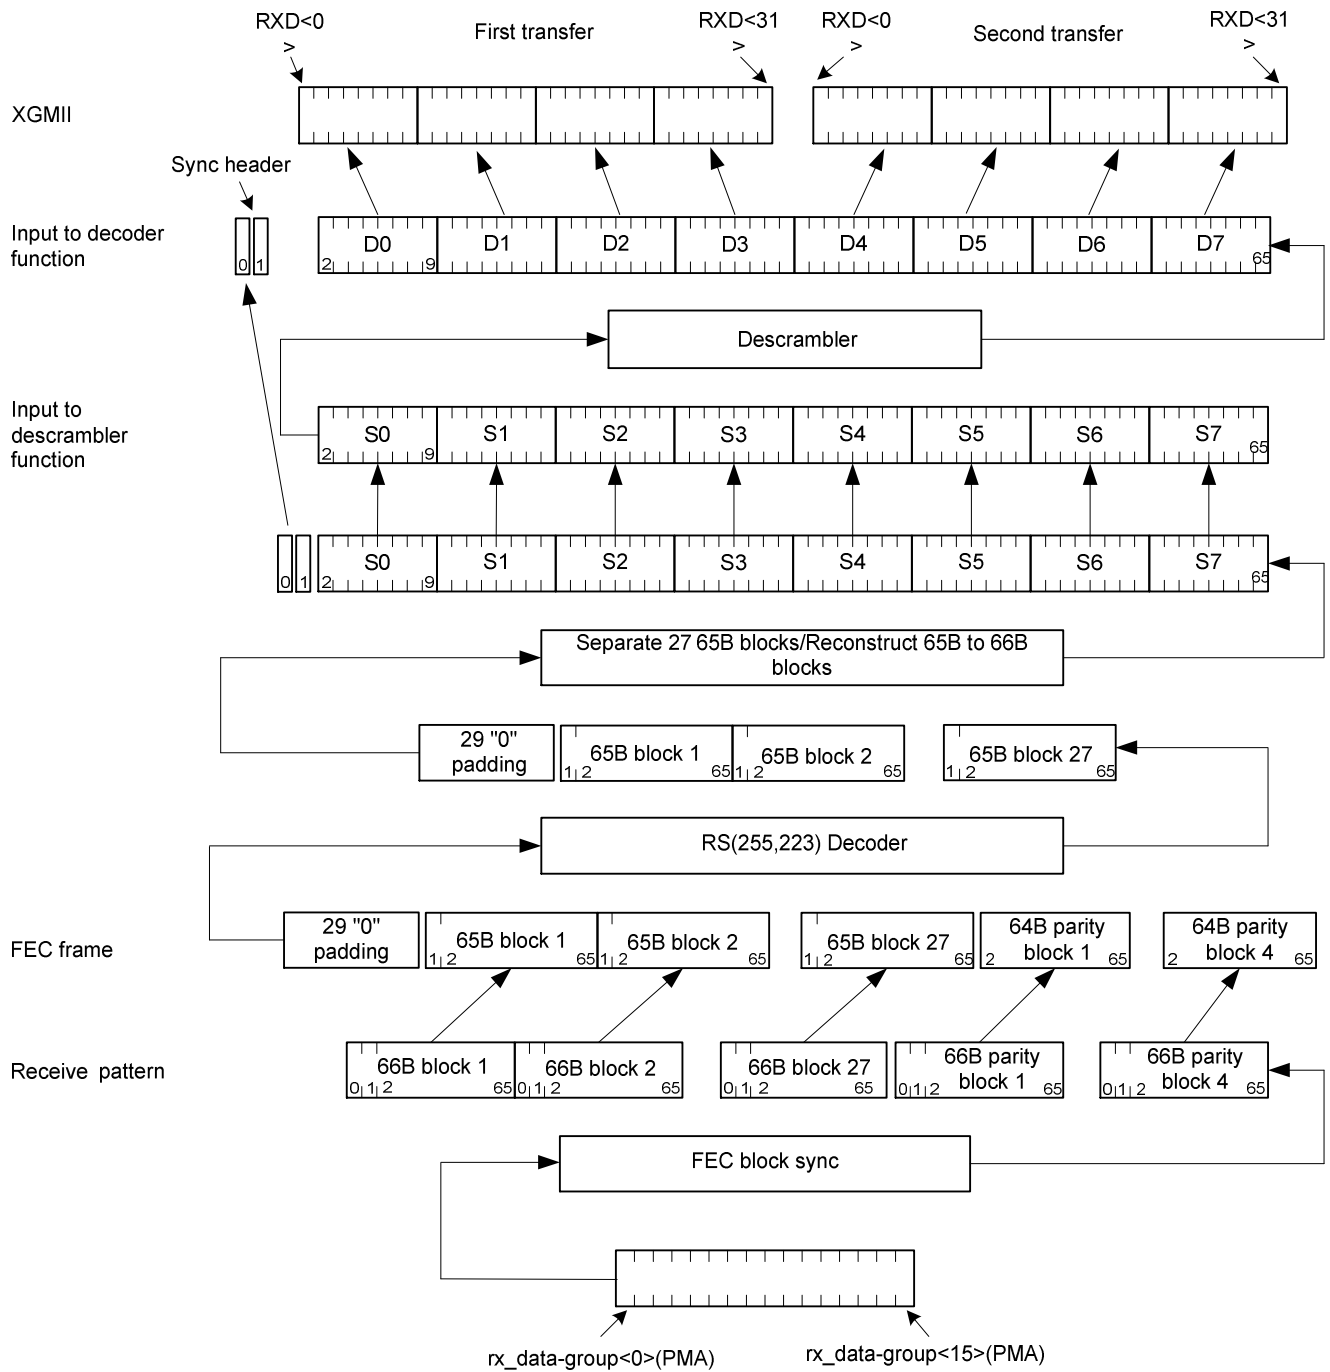 RXD<0
>
First transfer
RXD<31
>
RXD<0
>
Second transfer
RXD<31
>
XGMII
Sync header
Input to decoder
function
0 1
D0 D1 D2 D3 D4 D5 D6 D7
2 9 65
Descrambler
Input to
descrambler
function
S0 S1 S2 S3 S4 S5 S6 S7
2 9 65
0 1
S0 S1 S2 S3 S4 S5 S6 S7
2 9 65
Separate 27 65B blocks/Reconstruct 65B to 66B
blocks
29 "0"
padding
65B block 1
1 2 65
65B block 2
1 2 65
65B block 27
1 2 65
RS(255,223) Decoder
FEC frame
29 "0"
padding
65B block 1
1 2 65
65B block 2
1 2 65
65B block 27
1 2 65
64B parity
block 1
2 65
64B parity
block 4
2 65
Receive pattern
66B block 1
0 1 2 65
66B block 2
0 1 2 65
66B block 27
0 1 2 65
66B parity
block 1
0 1 2 65
66B parity
block 4
0 1 2 65
FEC block sync
rx_data-group<0>(PMA)
rx_data-group<15>(PMA)